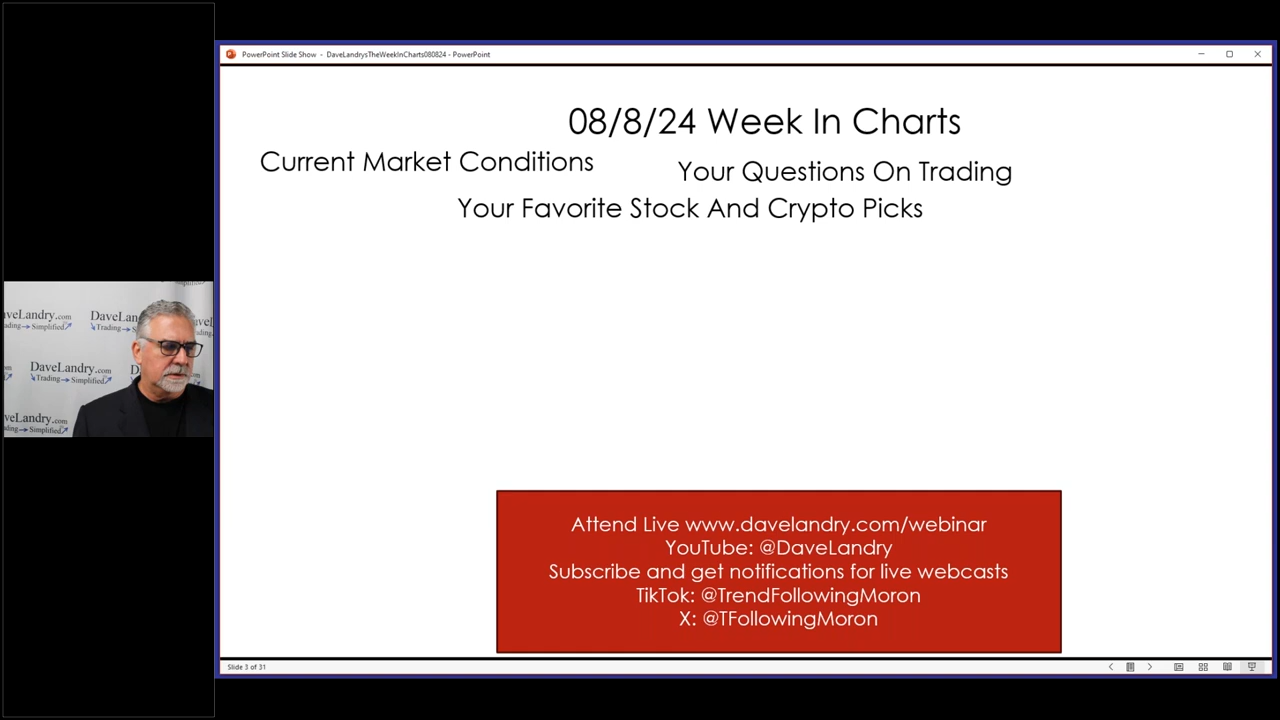 PowerPoint Slide Show - DaveLandrysTheWeekInCharts080824 - PowerPoint
08/8/24 Week In Charts
Current Market Conditions
Your Questions On Trading
Your Favorite Stock And Crypto Picks
DaveLandry.com
Trading Simplified
DaveLandry.com
Attend Live www.davelandry.com/webinar
YouTube: @DaveLandry
Subscribe and get notifications for live webcasts
TikTok: @TrendFollowingMoron
X: @TFollowingMoron
Slide 3 of 31